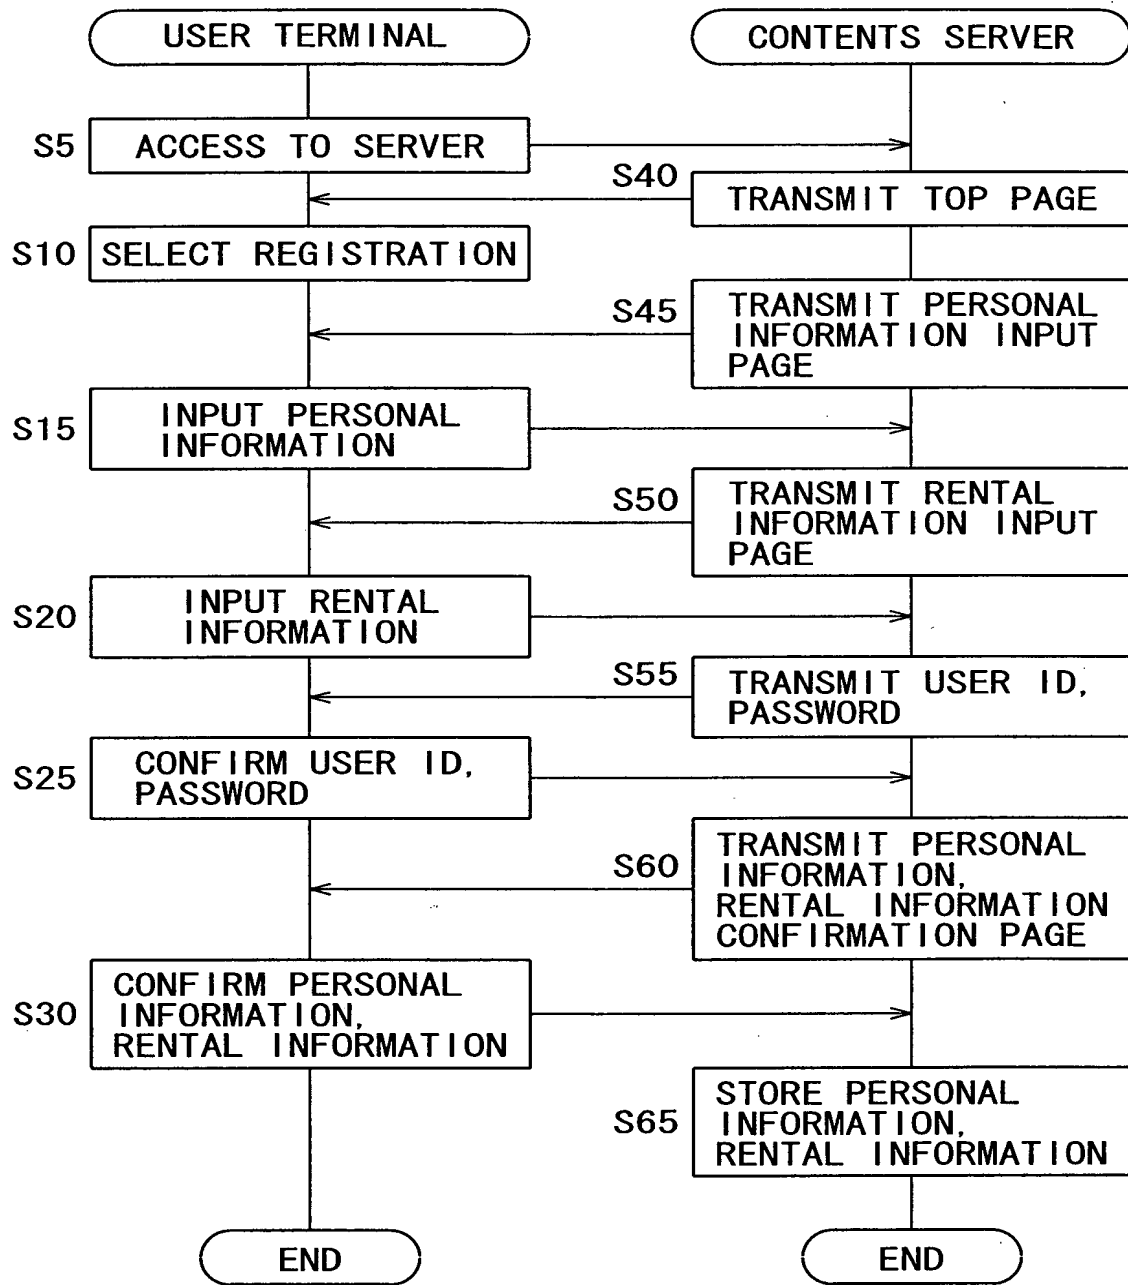 USER TERMINAL
CONTENTS SERVER
S5
ACCESS TO SERVER
S40
TRANSMIT TOP PAGE
S10
SELECT REGISTRATION
S45
TRANSMIT PERSONAL
INFORMATION INPUT
PAGE
S15
INPUT PERSONAL
INFORMATION
S50
TRANSMIT RENTAL
INFORMATION INPUT
PAGE
S20
INPUT RENTAL
INFORMATION
S55
TRANSMIT USER ID,
PASSWORD
S25
CONFIRM USER ID,
PASSWORD
S60
TRANSMIT PERSONAL
INFORMATION,
RENTAL INFORMATION
CONFIRMATION PAGE
S30
CONFIRM PERSONAL
INFORMATION,
RENTAL INFORMATION
S65
STORE PERSONAL
INFORMATION,
RENTAL INFORMATION
END
END